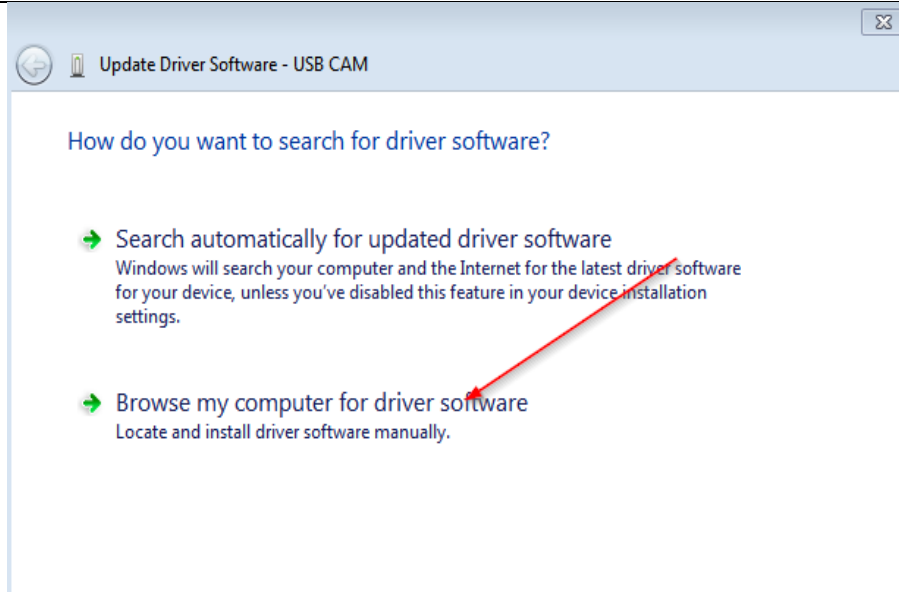 Update Driver Software - USB CAM
How do you want to search for driver software?
Search automatically for updated driver software
Windows will search your computer and the Internet for the latest driver software
for your device, unless you've disabled this feature in your device installation
settings.
Browse my computer for driver software
Locate and install driver software manually.